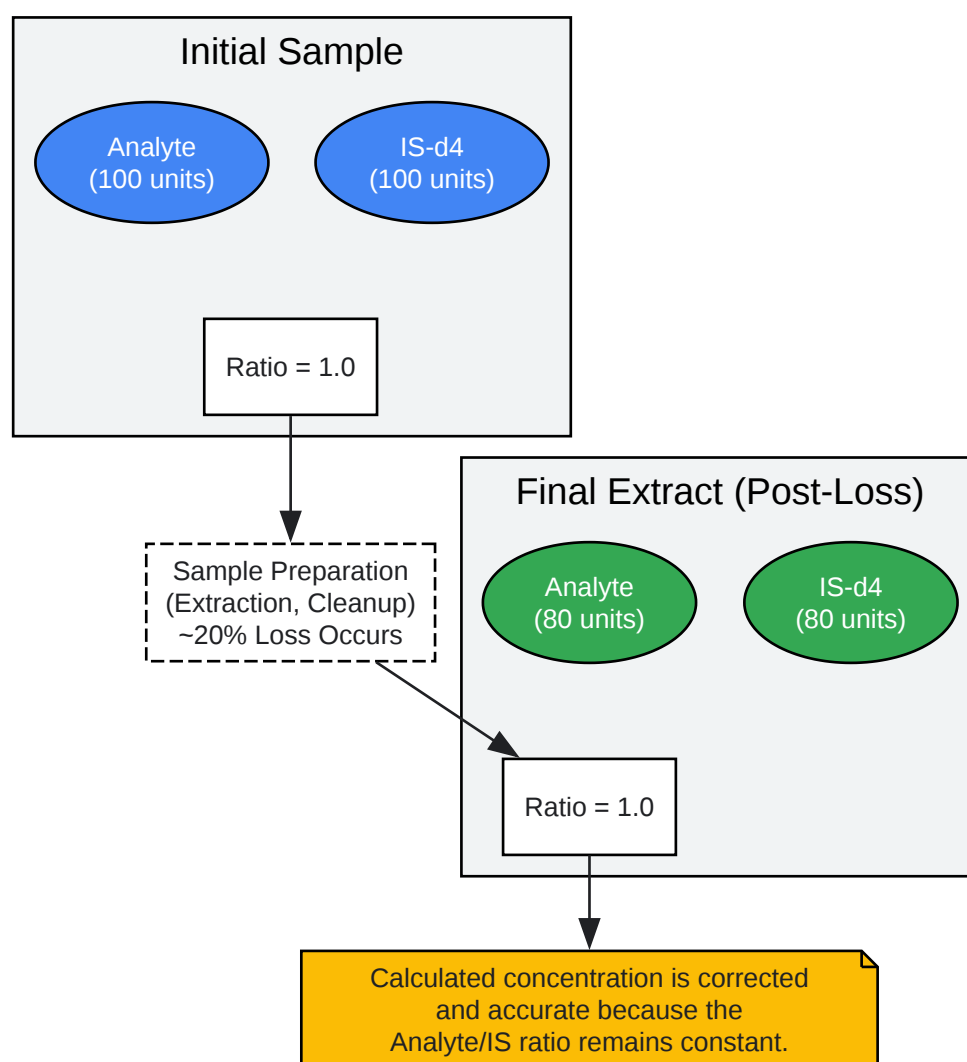 Initial Sample
Analyte
(100 units)
IS-d4
(100 units)
Ratio = 1.0
Sample Preparation
(Extraction, Cleanup)
~20% Loss Occurs
Final Extract (Post-Loss)
Analyte
(80 units)
IS-d4
(80 units)
Ratio = 1.0
Calculated concentration is corrected
and accurate because the
Analyte/IS ratio remains constant.